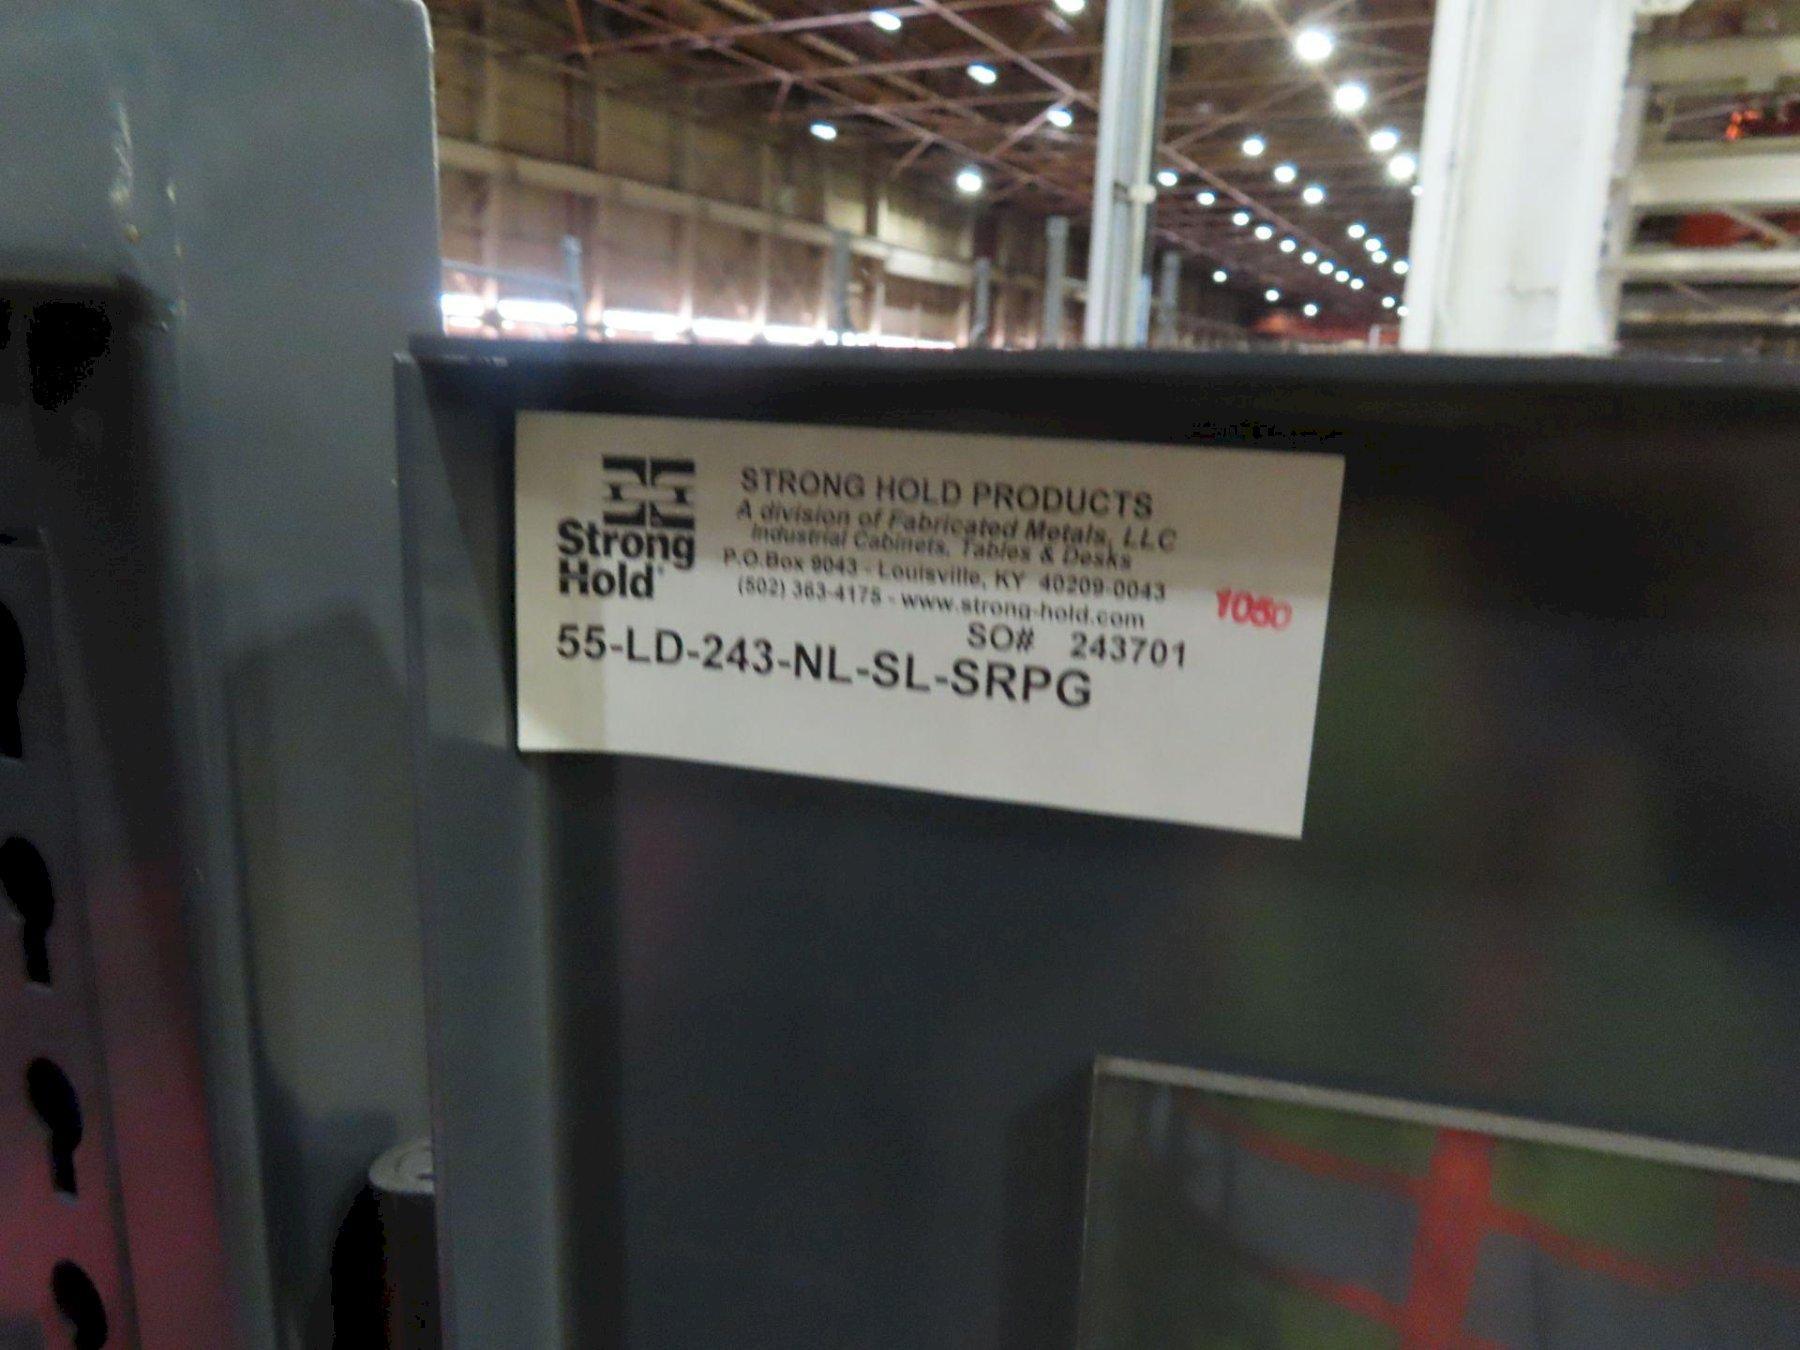 Strong
Hold
STRONG HOLD PRODUCTS
A division of Fabricated Metals, LLC
Industrial Cabinets, Tables & Desks
P.O.Box 9043 - Louisville, KY 40209-0043
(502) 363-4175 - www.strong-hold.com
SO# 243701
55-LD-243-NL-SL-SRPG